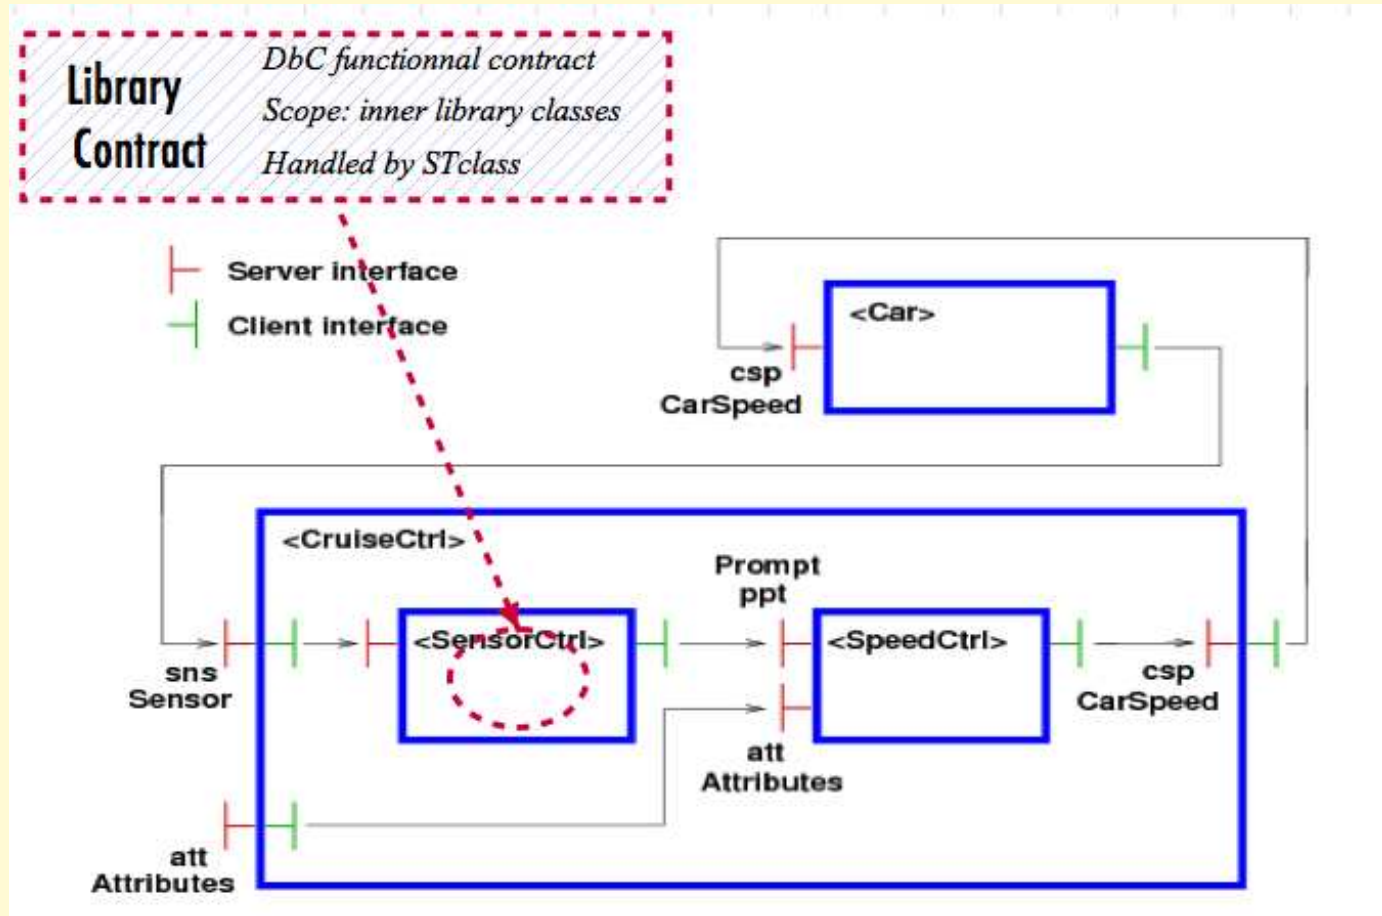 Library
Contract
DbC functionnal contract
Scope: inner library classes
Handled by STclass
Server interface
Client interface
<Car>
csp
CarSpeed
<CruiseCtrl>
Prompt
ppt
<SensorCtrl>
<SpeedCtrl>
sns
Sensor
csp
CarSpeed
att
Attributes
att
Attributes